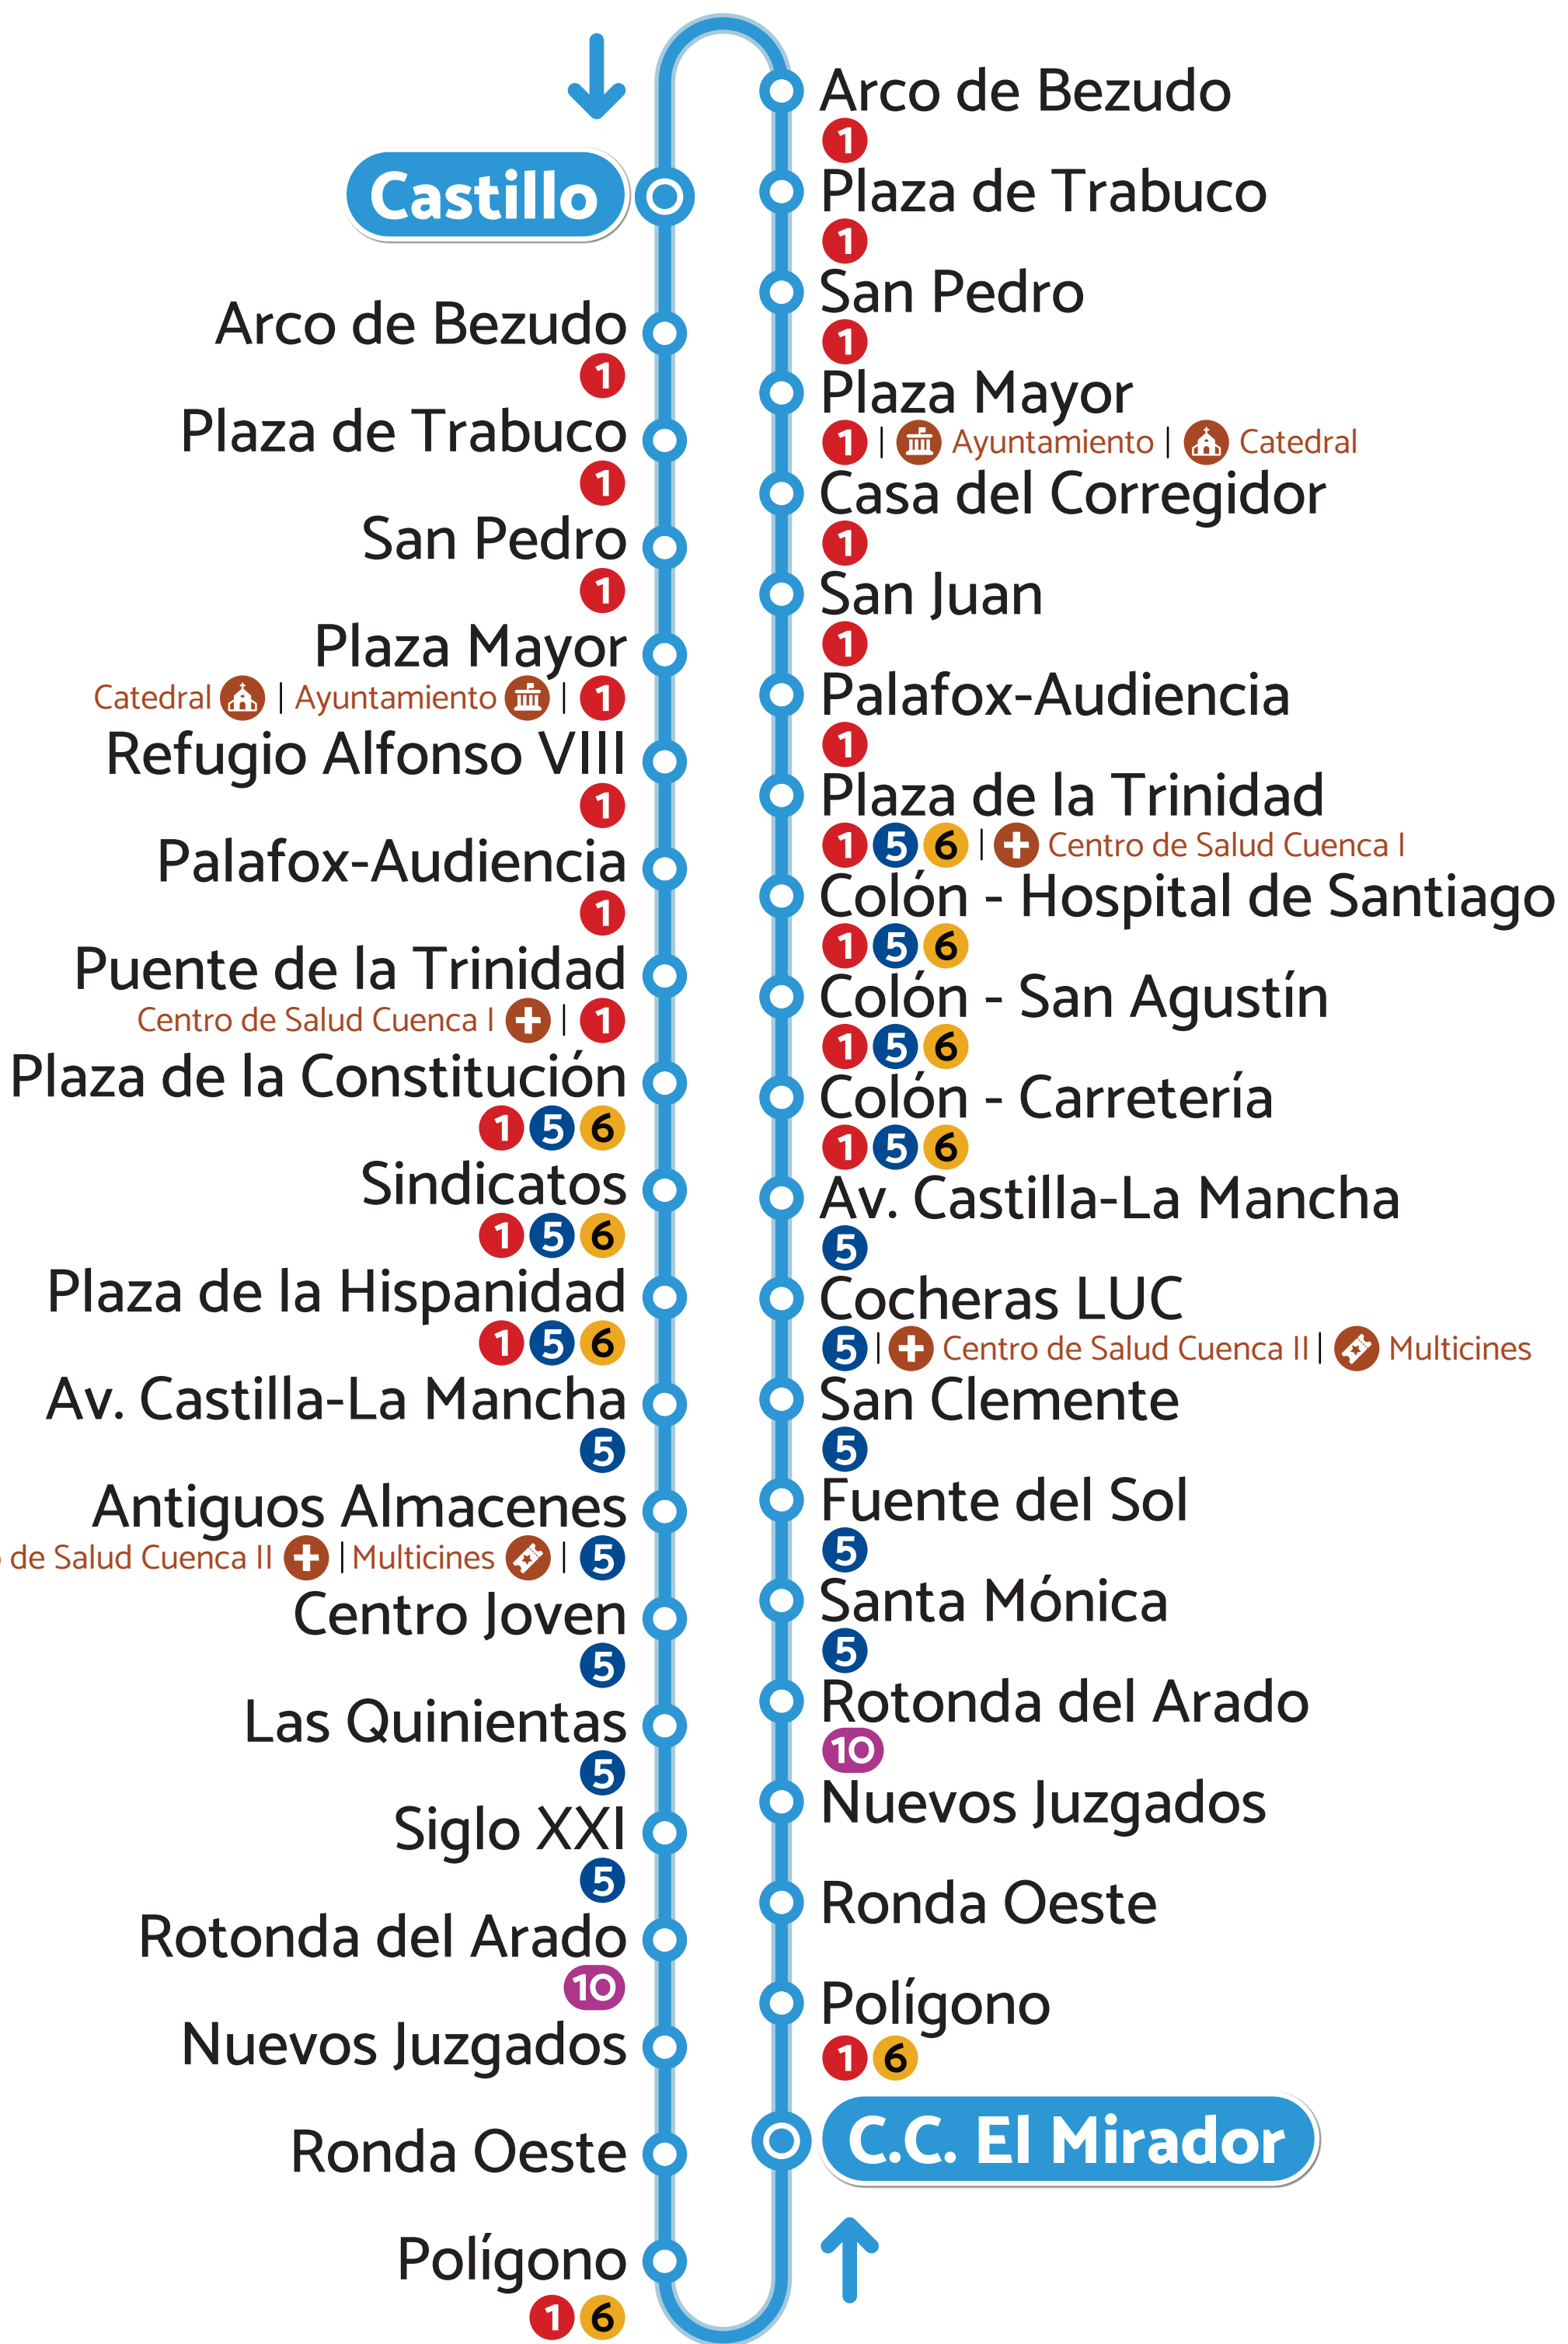 Castillo
Arco de Bezudo
1
Plaza de Trabuco
1
San Pedro
1
Plaza Mayor
Catedral | Ayuntamiento | 1
Refugio Alfonso VIII
1
Palafox-Audiencia
1
Puente de la Trinidad
Centro de Salud Cuenca I | 1
Plaza de la Constitución
1 5 6
Sindicatos
1 5 6
Plaza de la Hispanidad
1 5 6
Av. Castilla-La Mancha
5
Antiguos Almacenes
de Salud Cuenca II | Multicines | 5
Centro Joven
5
Las Quinientas
5
Siglo XXI
5
Rotonda del Arado
10
Nuevos Juzgados
Ronda Oeste
Polígono
1 6
Arco de Bezudo
1
Plaza de Trabuco
1
San Pedro
1
Plaza Mayor
1 | Ayuntamiento | Catedral
Casa del Corregidor
1
San Juan
1
Palafox-Audiencia
1
Plaza de la Trinidad
1 5 6 | Centro de Salud Cuenca I
Colón - Hospital de Santiago
1 5 6
Colón - San Agustín
1 5 6
Colón - Carretería
1 5 6
Av. Castilla-La Mancha
5
Cocheras LUC
5 | Centro de Salud Cuenca II | Multicines
San Clemente
5
Fuente del Sol
5
Santa Mónica
5
Rotonda del Arado
10
Nuevos Juzgados
Ronda Oeste
Polígono
1 6
C.C. El Mirador